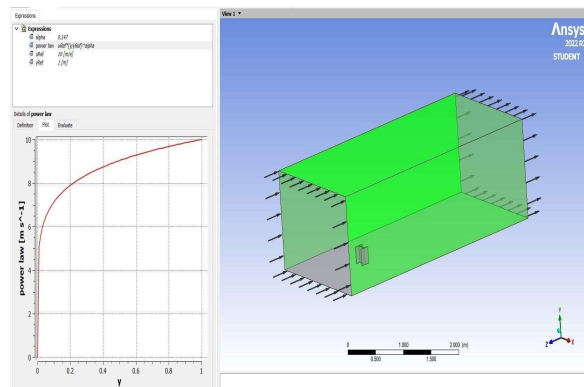 Expressions
Expressions
alpha 0.147
power law uRef*(y/yRef)^alpha
uRef 10 [m/s]
yRef 1 [m]
Details of power law
Definition Plot Evaluate
power law [m s^-1]
10
8
6
4
2
0
0 0.2 0.4 0.6 0.8 1
y
View 1
Ansys
2022 R2
STUDENT
0 1.000 2.000 (m)
0.500 1.500
Y
Z X